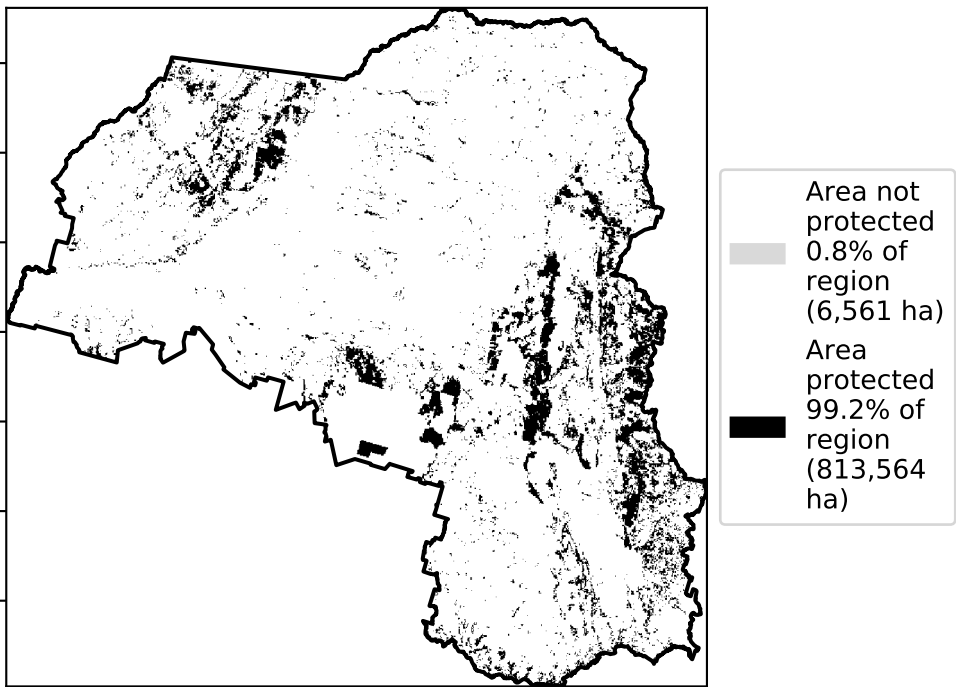 Area not
protected
0.8% of
region
(6,561 ha)
Area
protected
99.2% of
region
(813,564
ha)